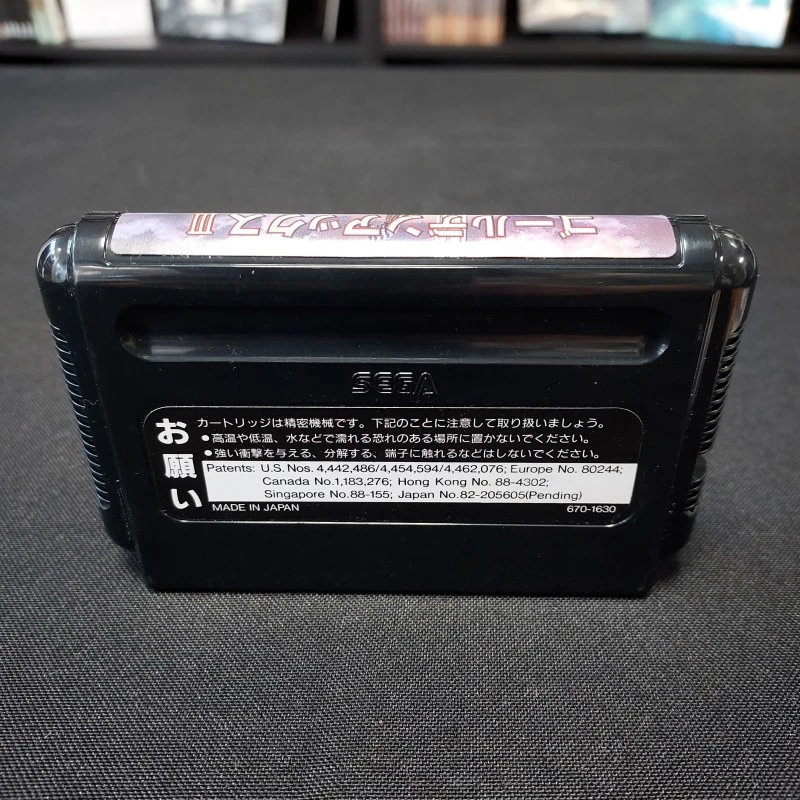 ゴールデンアックスIII
SEGA
お願い
カートリッジは精密機械です。下記のことに注意して取り扱いましょう。
●高温や低温、水などで濡れる恐れのある場所に置かないでください。
●強い衝撃を与える、分解する、端子に触れるなどはしないでください。
Patents: U.S. Nos. 4,442,486/4,454,594/4,462,076; Europe No. 80244;
Canada No.1,183,276; Hong Kong No. 88-4302;
Singapore No.88-155; Japan No.82-205605(Pending)
MADE IN JAPAN 670-1630